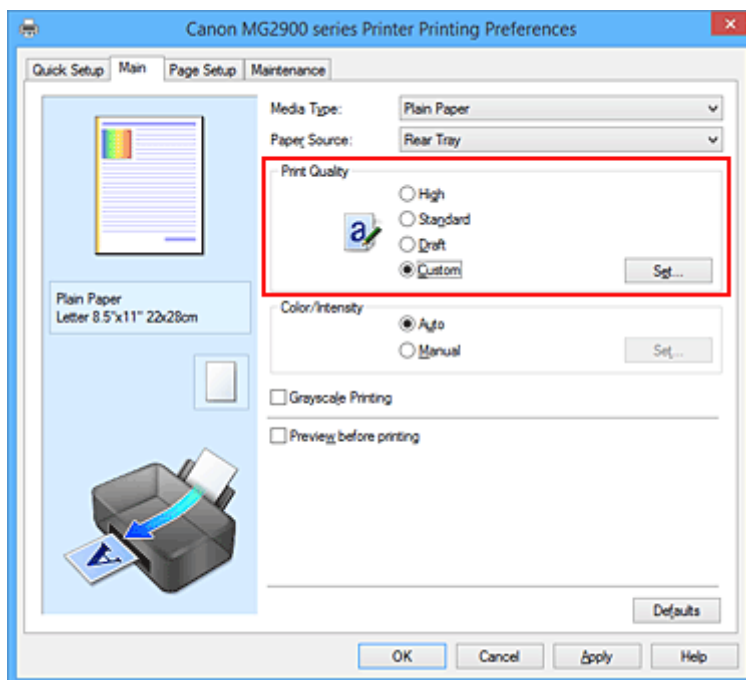 Canon MG2900 series Printer Printing Preferences
Quick Setup Main Page Setup Maintenance
Media Type: Plain Paper
Paper Source: Rear Tray
Print Quality
High
Standard
a
Draft
Custom Set...
Plain Paper
Letter 8.5"x11" 22x28cm
Color/Intensity
Auto
Manual Set...
Grayscale Printing
Preview before printing
A
Defaults
OK Cancel Apply Help